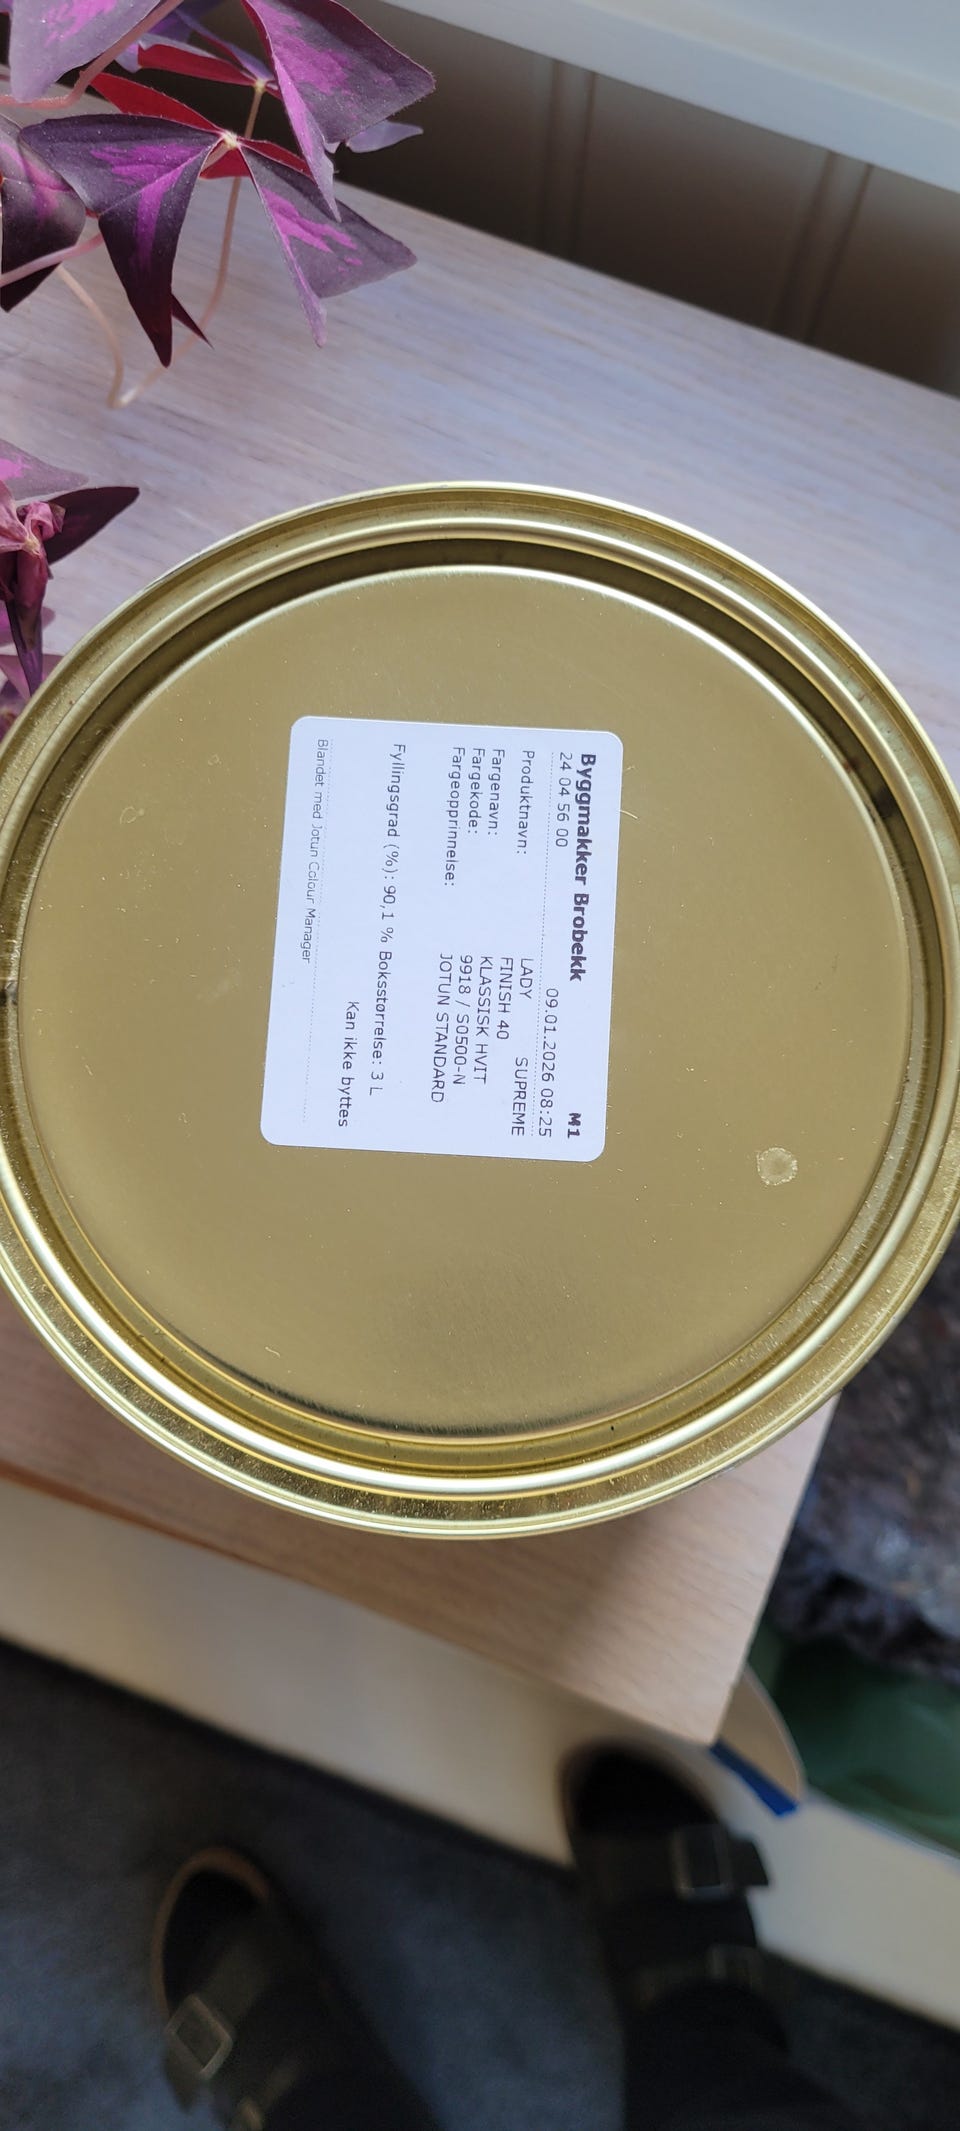 Byggmakker Brobekk M1
24 04 56 00 09.01.2026 08:25
Produktnavn: LADY SUPREME
FINISH 40
Fargenavn: KLASSISK HVIT
Fargekode: 9918 / S0500-N
Fargeopprinnelse: JOTUN STANDARD
Fyllingsgrad (%): 90,1 % Boksstørrelse: 3 L
Kan ikke byttes
Blandet med Jotun Colour Manager